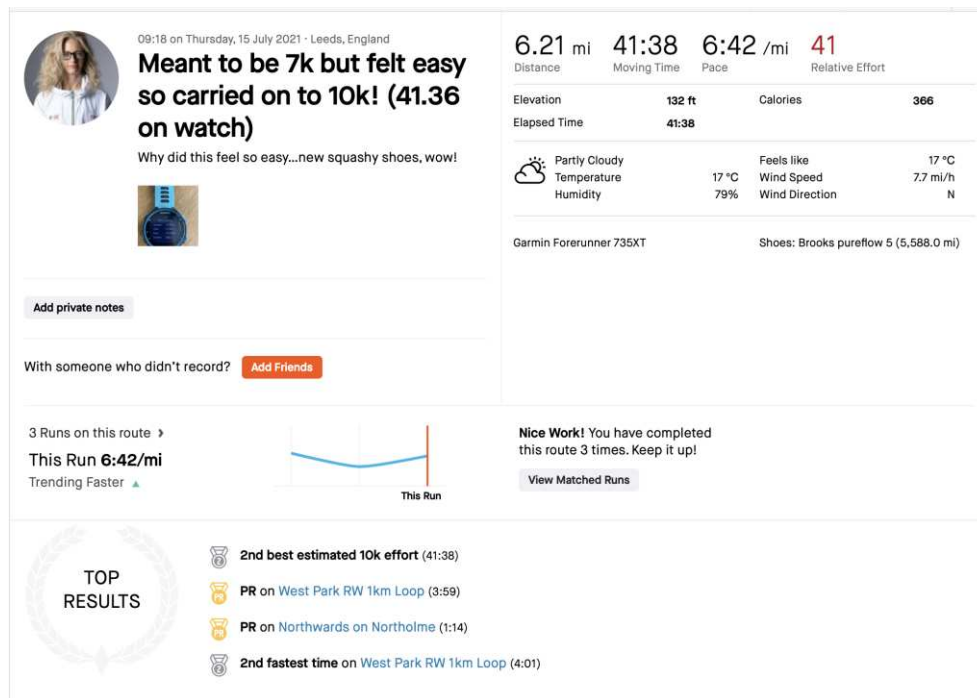 09:18 on Thursday, 15 July 2021 · Leeds, England
Meant to be 7k but felt easy
so carried on to 10k! (41.36
on watch)
Why did this feel so easy...new squashy shoes, wow!
Add private notes
With someone who didn't record? Add Friends
6.21 mi 41:38 6:42 /mi 41
Distance Moving Time Pace Relative Effort
Elevation 132 ft Calories 366
Elapsed Time 41:38
Partly Cloudy Feels like 17 °C
Temperature 17 °C Wind Speed 7.7 mi/h
Humidity 79% Wind Direction N
Garmin Forerunner 735XT Shoes: Brooks pureflow 5 (5,588.0 mi)
3 Runs on this route
This Run 6:42/mi
Trending Faster
This Run
Nice Work! You have completed
this route 3 times. Keep it up!
View Matched Runs
TOP
RESULTS
2
2nd best estimated 10k effort (41:38)
PR
PR on West Park RW 1km Loop (3:59)
PR
PR on Northwards on Northolme (1:14)
2
2nd fastest time on West Park RW 1km Loop (4:01)